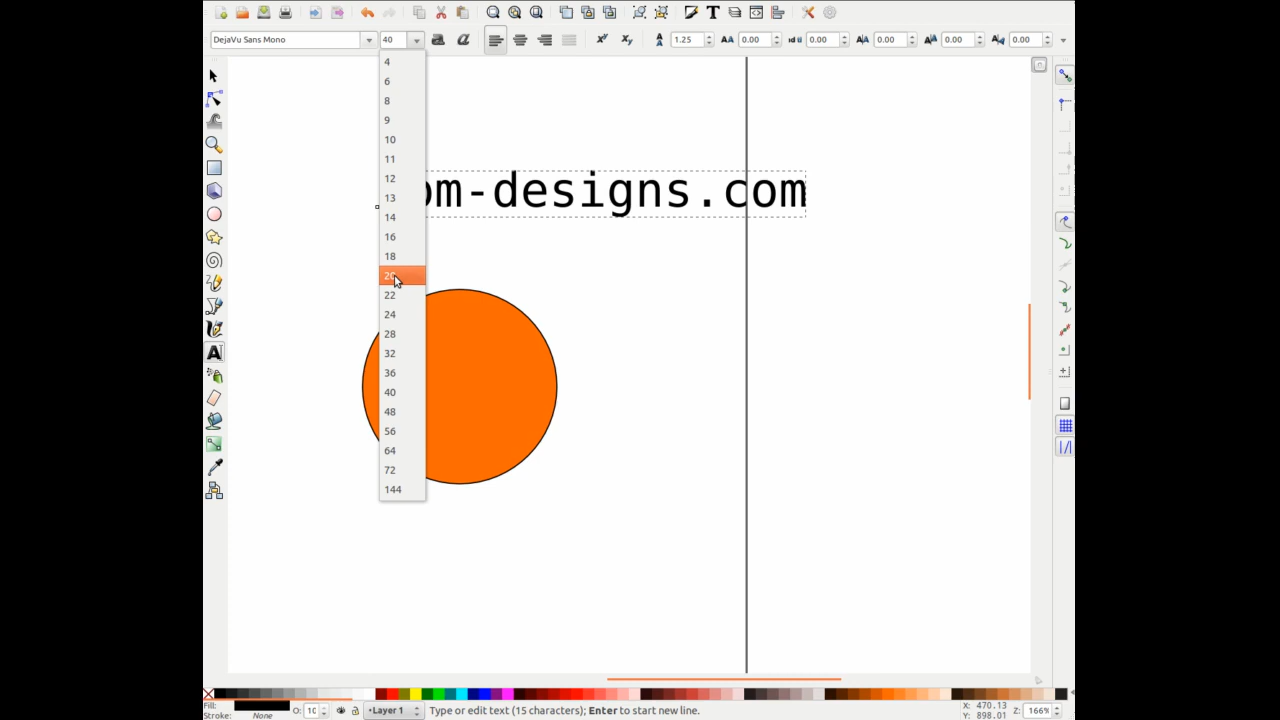 DejaVu Sans Mono 40 1.25 0.00 0.00 0.00 0.00 0.00
4
6
8
9
10
11
12
13
14
16
18
20
22
24
28
32
36
40
48
56
64
72
144
om-designs.com
Fill:
Stroke: None
O: 10
Layer 1
Type or edit text (15 characters); Enter to start new line.
X: 470.13
Y: 898.01
Z: 166%